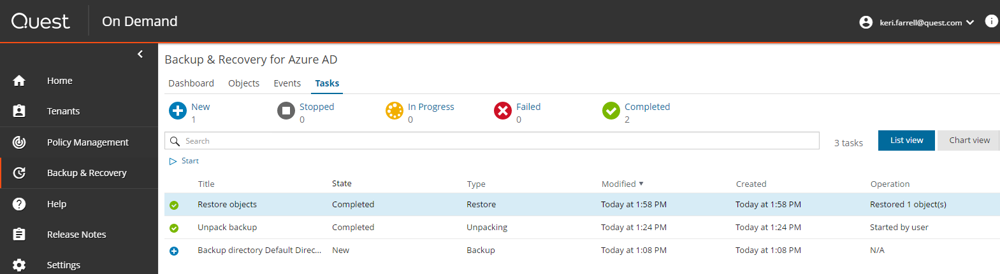 Quest On Demand keri.farrell@quest.com
Home
Tenants
Policy Management
Backup & Recovery
Help
Release Notes
Settings
Backup & Recovery for Azure AD
Dashboard Objects Events Tasks
New Stopped In Progress Failed Completed
1 0 0 0 2
Search 3 tasks List view Chart view
Start
Title State Type Modified Created Operation
Restore objects Completed Restore Today at 1:58 PM Today at 1:58 PM Restored 1 object(s)
Unpack backup Completed Unpacking Today at 1:24 PM Today at 1:24 PM Started by user
Backup directory Default Direc... New Backup Today at 1:08 PM Today at 1:08 PM N/A